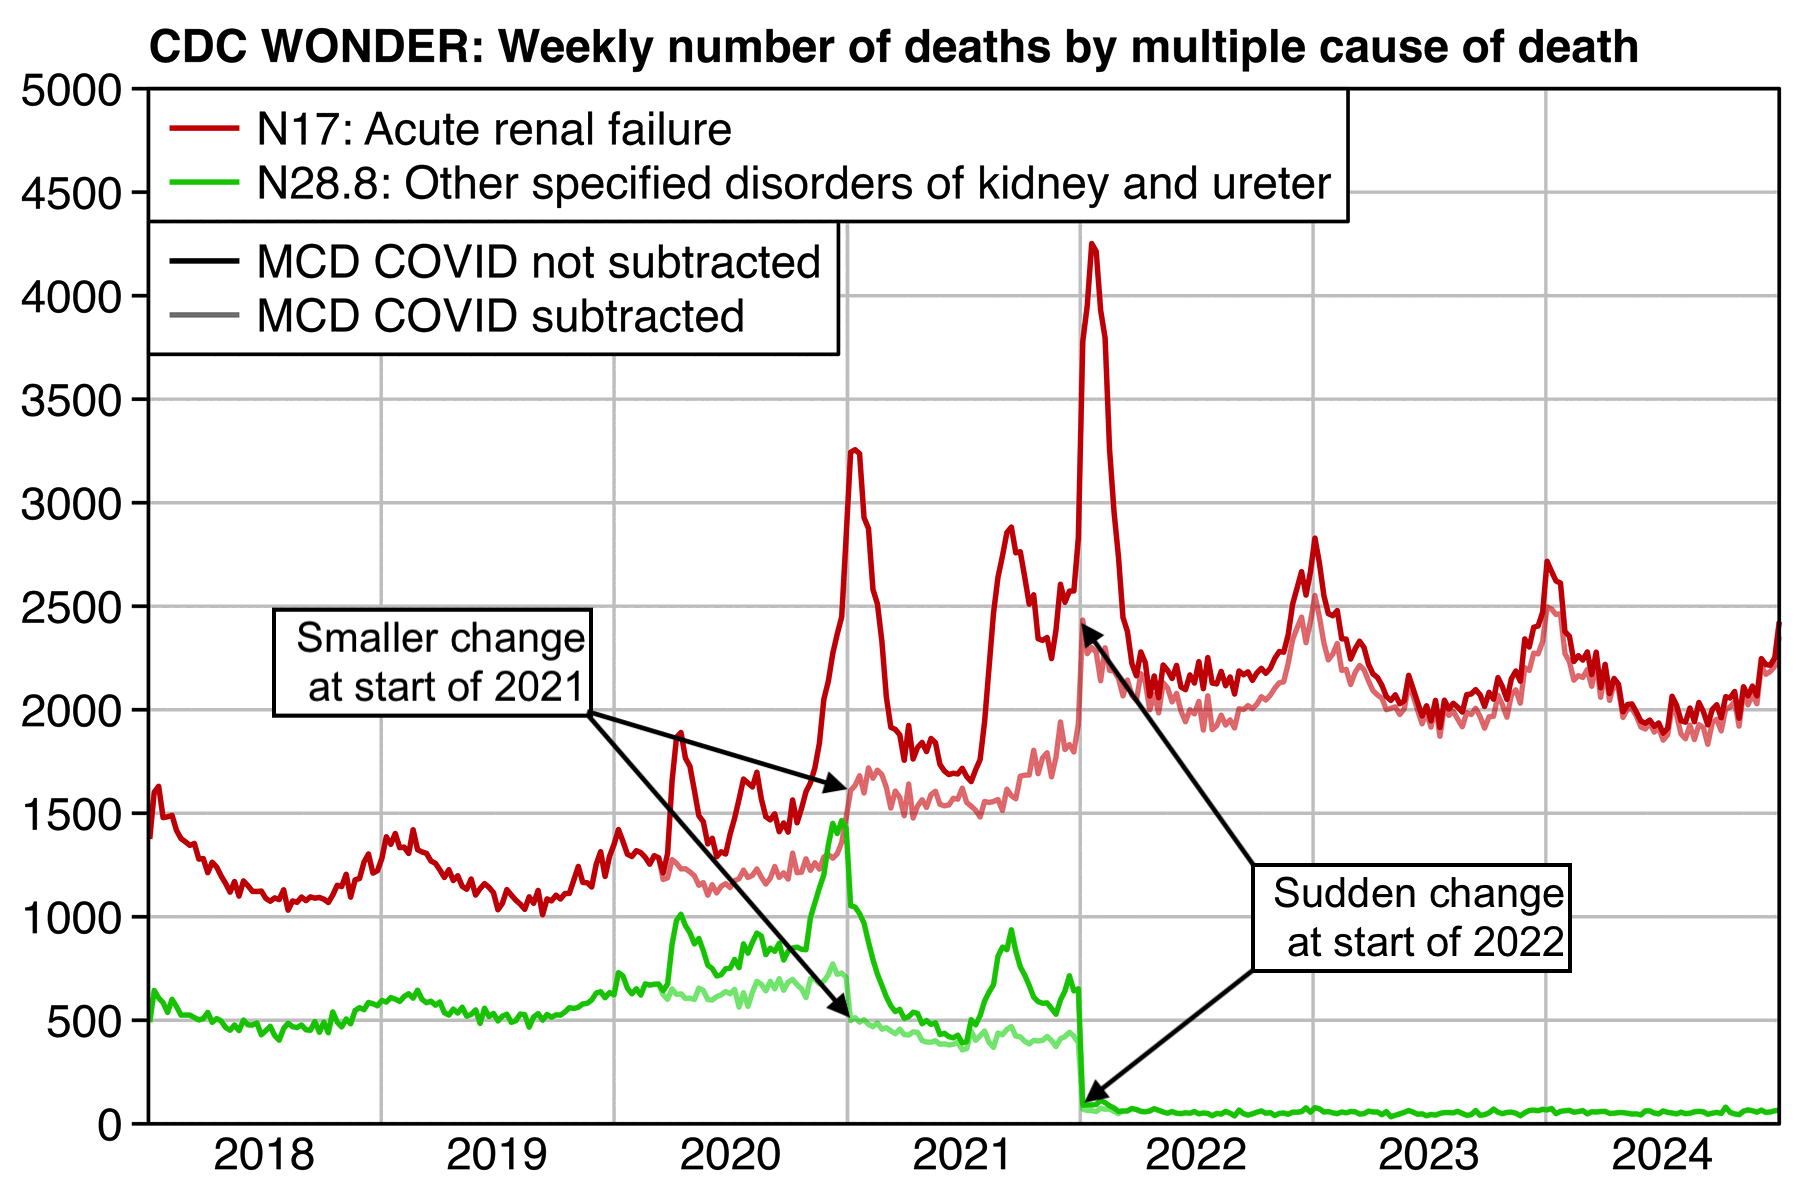 CDC WONDER: Weekly number of deaths by multiple cause of death
5000
4500
4000
3500
3000
2500
2000
1500
1000
500
0
N17: Acute renal failure
N28.8: Other specified disorders of kidney and ureter
MCD COVID not subtracted
MCD COVID subtracted
Smaller change
at start of 2021
Sudden change
at start of 2022
2018
2019
2020
2021
2022
2023
2024